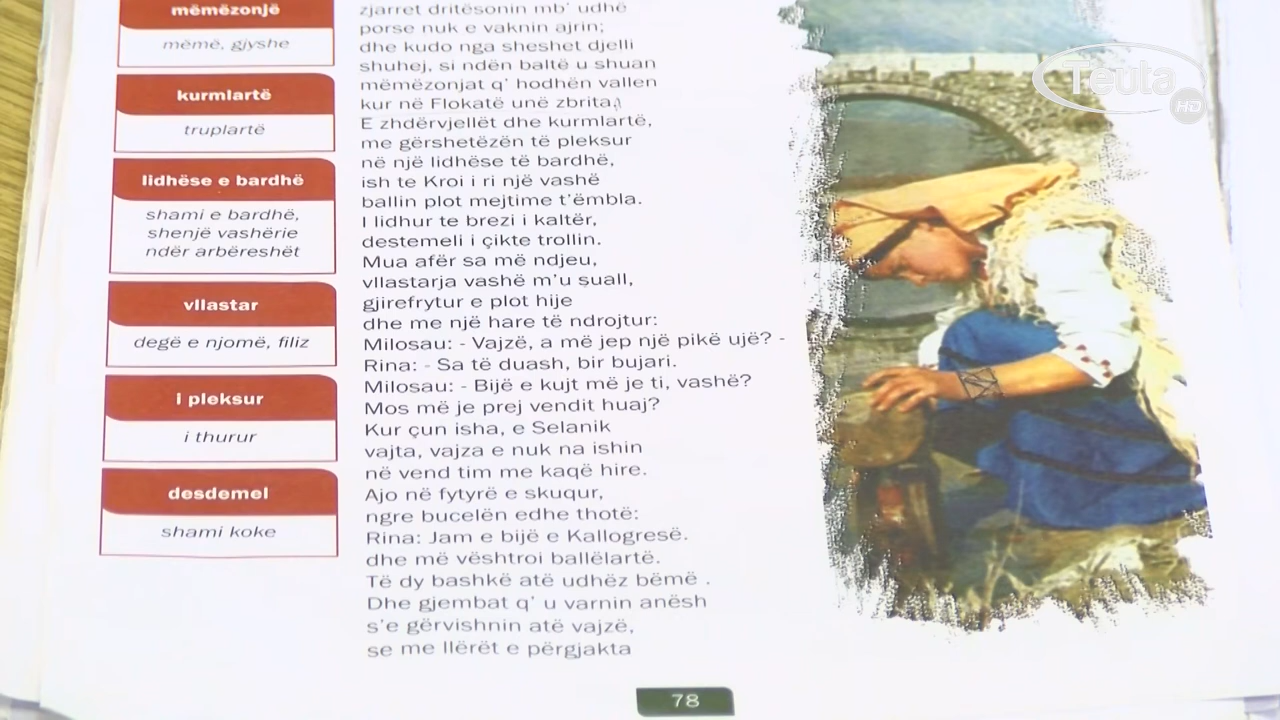 mëmëzonjë
mëmë, gjyshe
kurmlartë
truplartë
lidhëse e bardhë
shami e bardhë,
shenjë vashërie
ndër arbëreshët
vllastar
degë e njomë, filiz
i pleksur
i thurur
desdemel
shami koke
zjarret dritësonin mb' udhë
porse nuk e vaknin ajrin;
dhe kudo nga sheshet djelli
shuhej, si ndën baltë u shuan
mëmëzonjat q' hodhën vallen
kur në Flokatë unë zbrita.
E zhdërvjellët dhe kurmlartë,
me gërshetëzën të pleksur
në një lidhëse të bardhë,
ish te Kroi i ri një vashë
ballin plot mejtime t'ëmbla.
I lidhur te brezi i kaltër,
destemeli i çikte trollin.
Mua afër sa më ndjeu,
vllastarja vashë m'u suall,
gjirefrytur e plot hije
dhe me një hare të ndrojtur:
Milosau: - Vajzë, a më jep një pikë ujë? -
Rina: - Sa të duash, bir bujari.
Milosau: - Bijë e kujt më je ti, vashë?
Mos më je prej vendit huaj?
Kur çun isha, e Selanik
vajta, vajza e nuk na ishin
në vend tim me kaqë hire.
Ajo në fytyrë e skuqur,
ngre bucelën edhe thotë:
Rina: Jam e bijë e Kallogresë.
dhe më vështroi ballëlartë.
Të dy bashkë atë udhëz bëmë .
Dhe gjembat q' u varnin anësh
s'e gërvishnin atë vajzë,
se me llërët e përgjakta
78
Teuta
HD